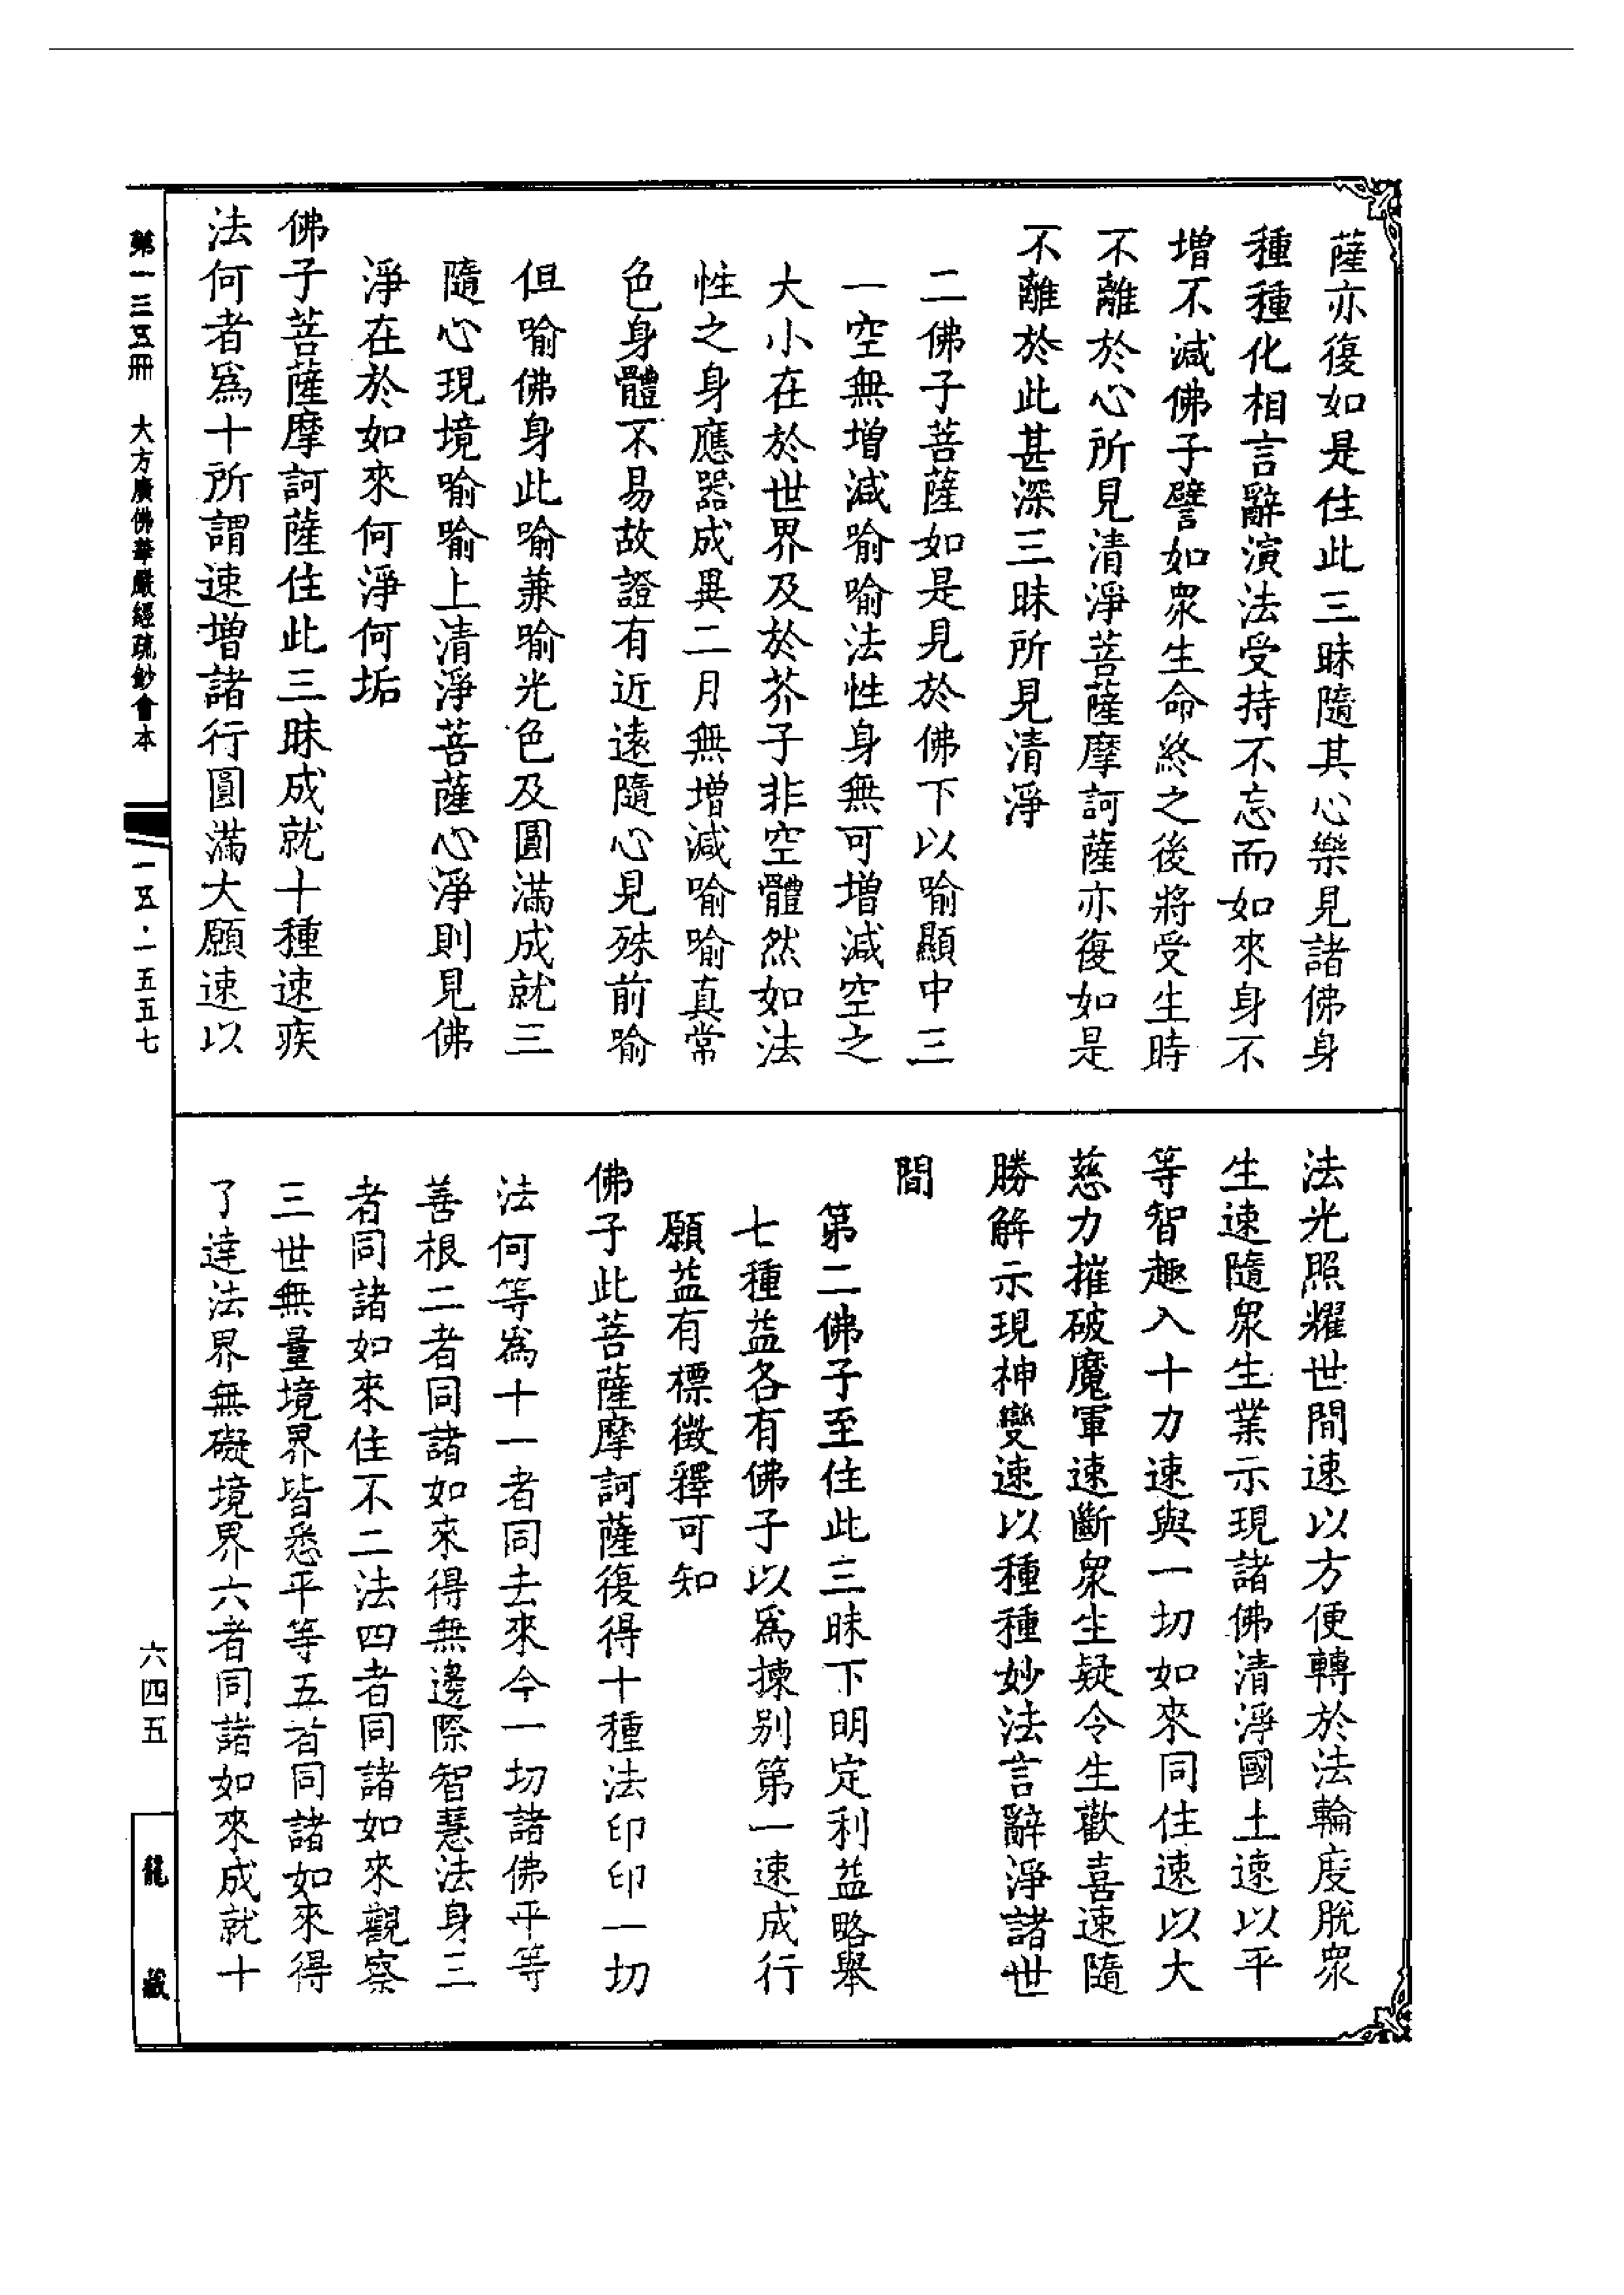 薩亦復如是住此三昧隨其心樂見諸佛身
種種化相言辭演法受持不忘而如來身不
增不減佛子譬如眾生命終之後將受生時
不離於心所見清淨菩薩摩訶薩亦復如是
不離於此甚深三昧所見清淨
二佛子菩薩如是見於佛下以喻顯中三
一空無增減喻喻法性身無可增減空之
大小在於世界及於芥子非空體然如法
性之身應器成異二月無增減喻喻真常
色身體不易故證有近遠隨心見殊前喻
但喻佛身此喻兼喻光色及圓滿成就三
隨心現境喻喻上清淨菩薩心淨則見佛
淨在於如來何淨何垢
佛子菩薩摩訶薩住此三昧成就十種速疾
法何者為十所謂速增諸行圓滿大願速以
法光照耀世間速以方便轉於法輪度脫眾
生速隨眾生業示現諸佛清淨國土速以平
等智趣入十力速與一切如來同住速以大
慈力摧破魔軍速斷眾生疑令生歡喜速隨
勝解示現神變速以種種妙法言辭淨諸世
間
第二佛子至住此三昧下明定利益略舉
七種益各有佛子以為揀別第一速成行
願益有標徵釋可知
佛子此菩薩摩訶薩復得十種法印印一切
法何等為十一者同去來今一切諸佛平等
善根二者同諸如來得無邊際智慧法身三
者同諸如來住不二法四者同諸如來觀察
三世無量境界皆悉平等五者同諸如來得
了達法界無礙境界六者同諸如來成就十
第一三五冊　大方廣佛華嚴經疏鈔會本
一五·一五五七
六四五
龍藏